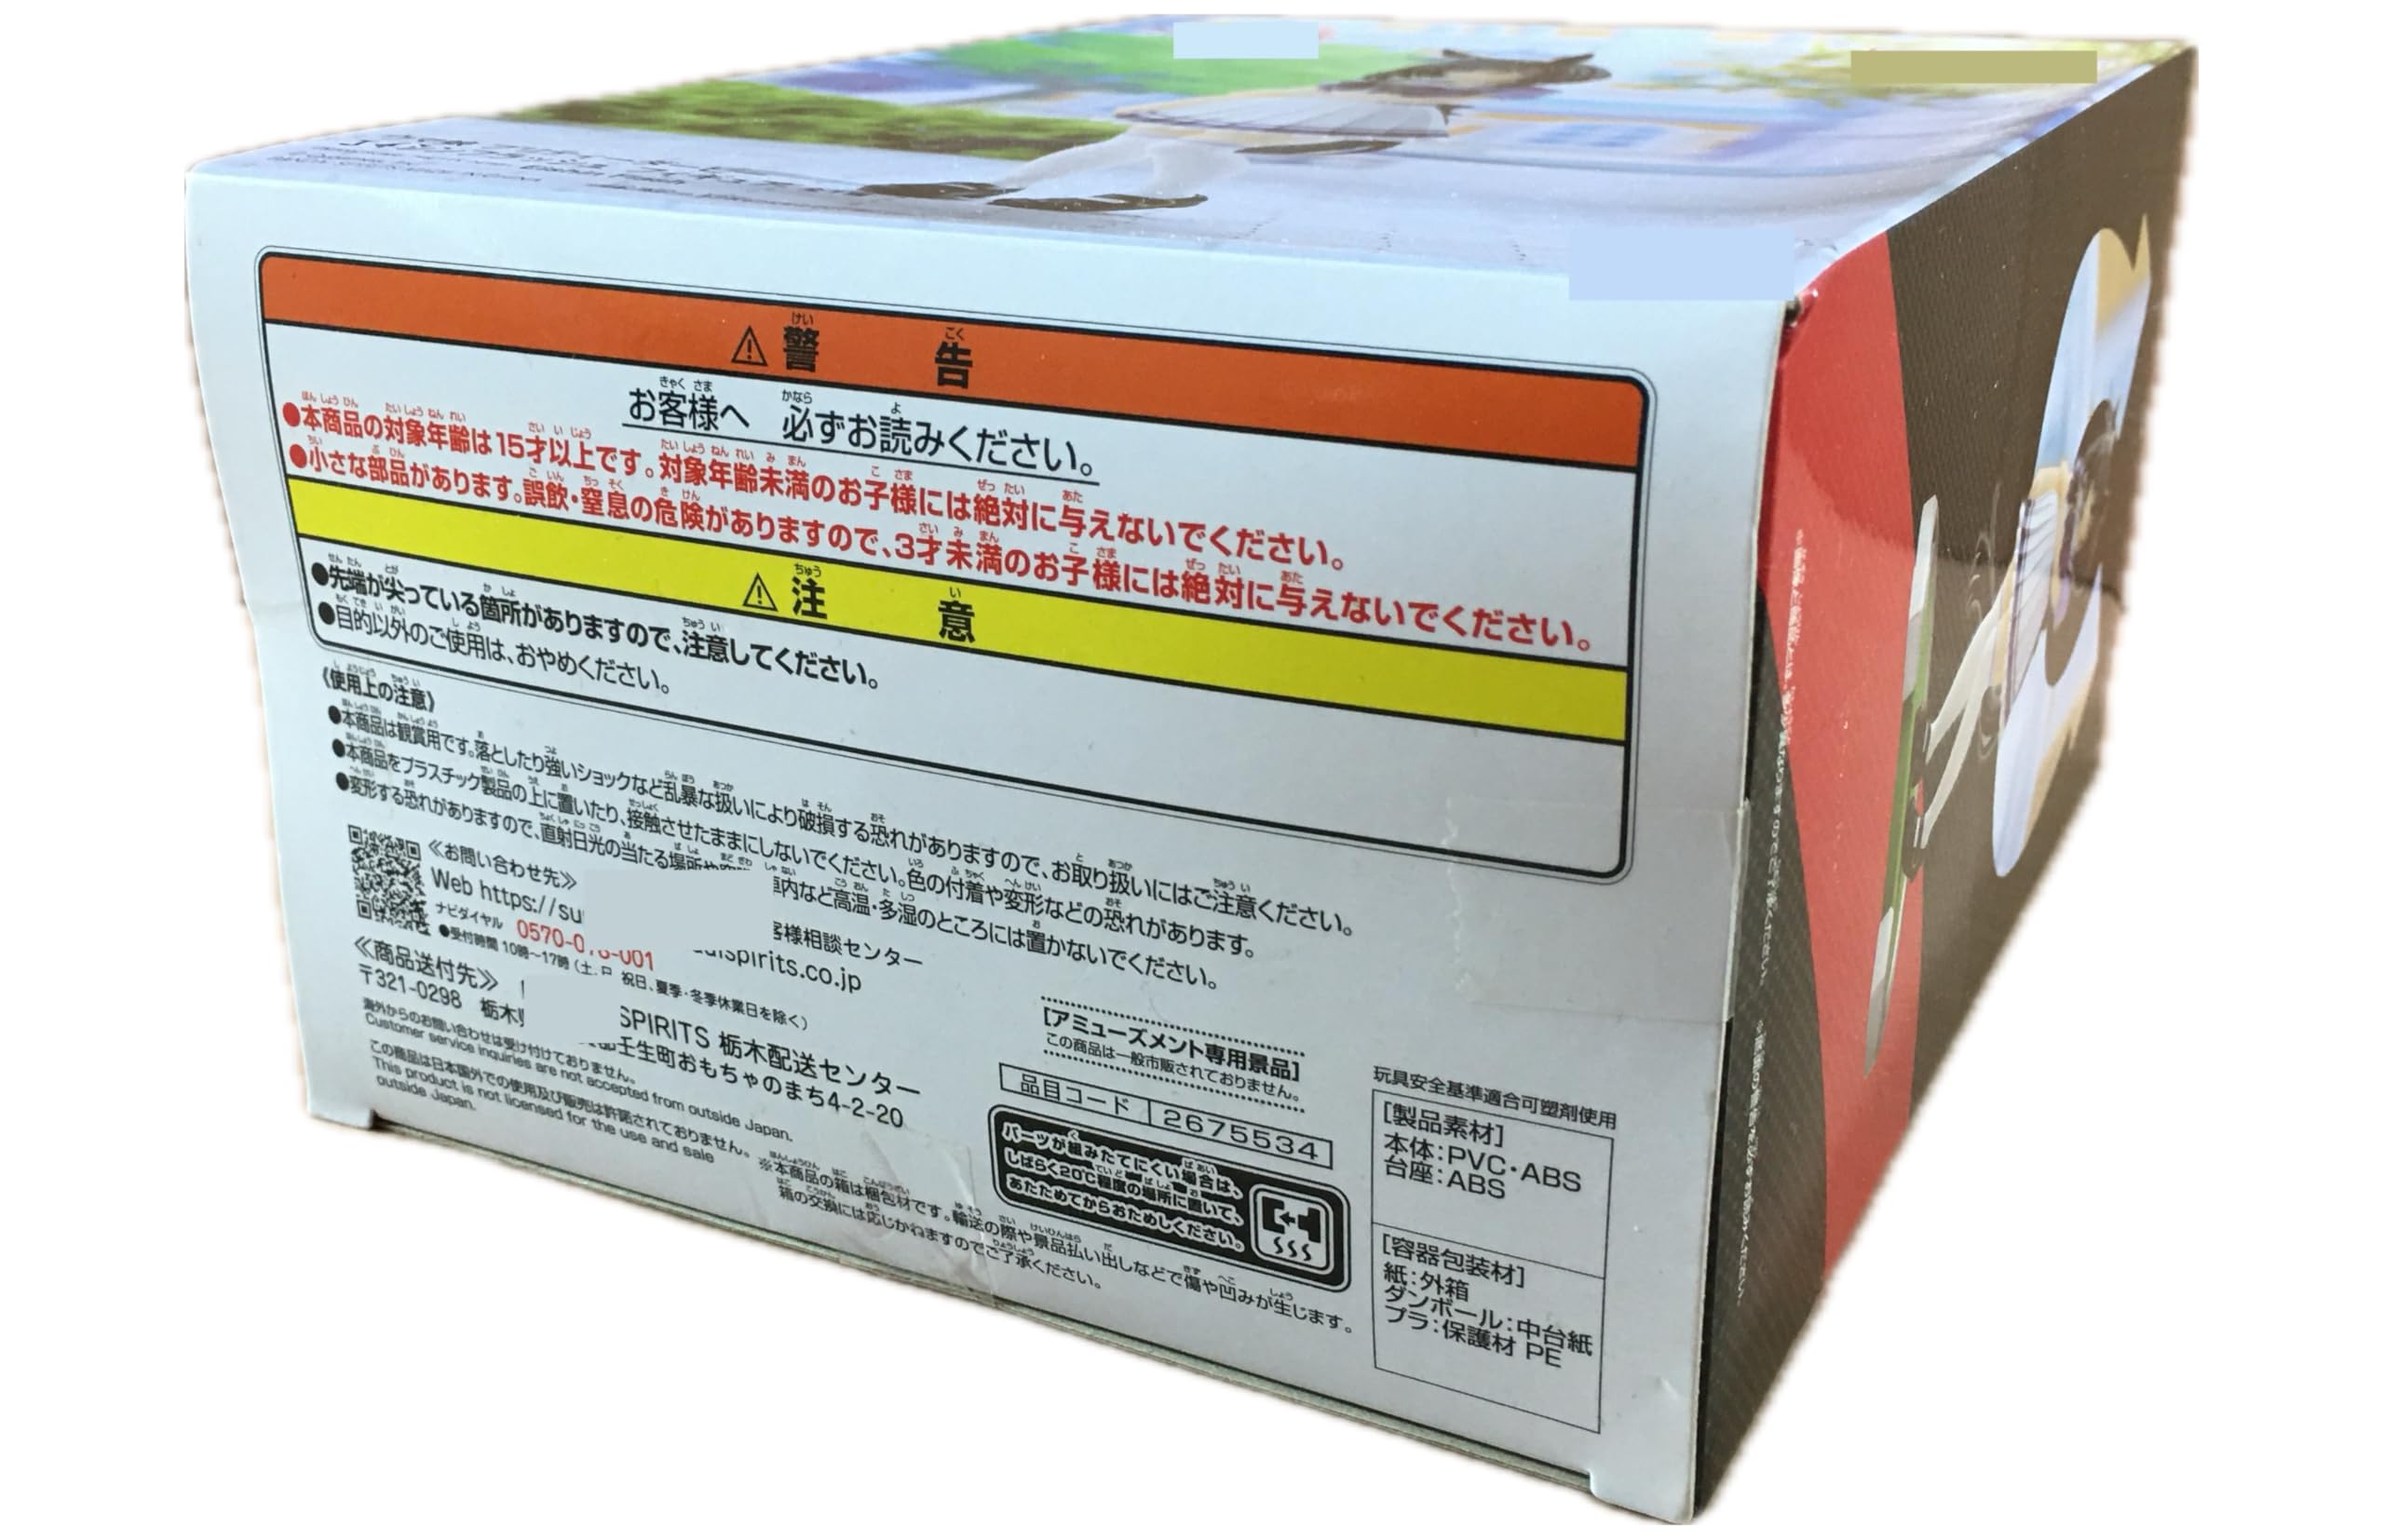 ⚠警告
お客様へ 必ずお読みください。
●本商品の対象年齢は15才以上です。対象年齢未満のお子様には絶対に与えないでください。
●小さな部品があります。誤飲・窒息の危険がありますので、3才未満のお子様には絶対に与えないでください。
⚠注意
●先端が尖っている箇所がありますので、注意してください。
●目的以外のご使用は、おやめください。
《使用上の注意》
●本商品は観賞用です。落としたり強いショックなど乱暴な扱いにより破損する恐れがありますので、お取り扱いにはご注意ください。
●本商品をプラスチック製品の上に置いたり、接触させたままにしないでください。色の付着や変形などの恐れがあります。
●変形する恐れがありますので、直射日光の当たる場所や 車内など高温・多湿のところには置かないでください。
≪お問い合わせ先≫ 客様相談センター
Web https://su spirits.co.jp
ナビダイヤル 0570-0 -001
●受付時間 10時～17時(土・日 祝日、夏季・冬季休業日を除く)
≪商品送付先≫ SPIRITS 栃木配送センター
〒321-0298 栃木 壬生町おもちゃのまち4-2-20
海外からのお問い合わせは受け付けておりません。
Customer service inquiries are not accepted from outside Japan.
この商品は日本国外での使用及び販売は許諾されておりません。
This product is not licensed for the use and sale
outside Japan.
※本商品の箱は梱包材です。輸送の際や景品払い出しなどで傷や凹みが生じます。
箱の交換には応じかねますのでご了承ください。
[アミューズメント専用景品]
この商品は一般市販されておりません。
品目コード 2675534
パーツが組みたてにくい場合は、
しばらく20℃程度の場所に置いて、
あたためてからおためしください。
玩具安全基準適合可塑剤使用
[製品素材]
本体:PVC・ABS
台座:ABS
[容器包装材]
紙:外箱
ダンボール:中台紙
プラ:保護材 PE